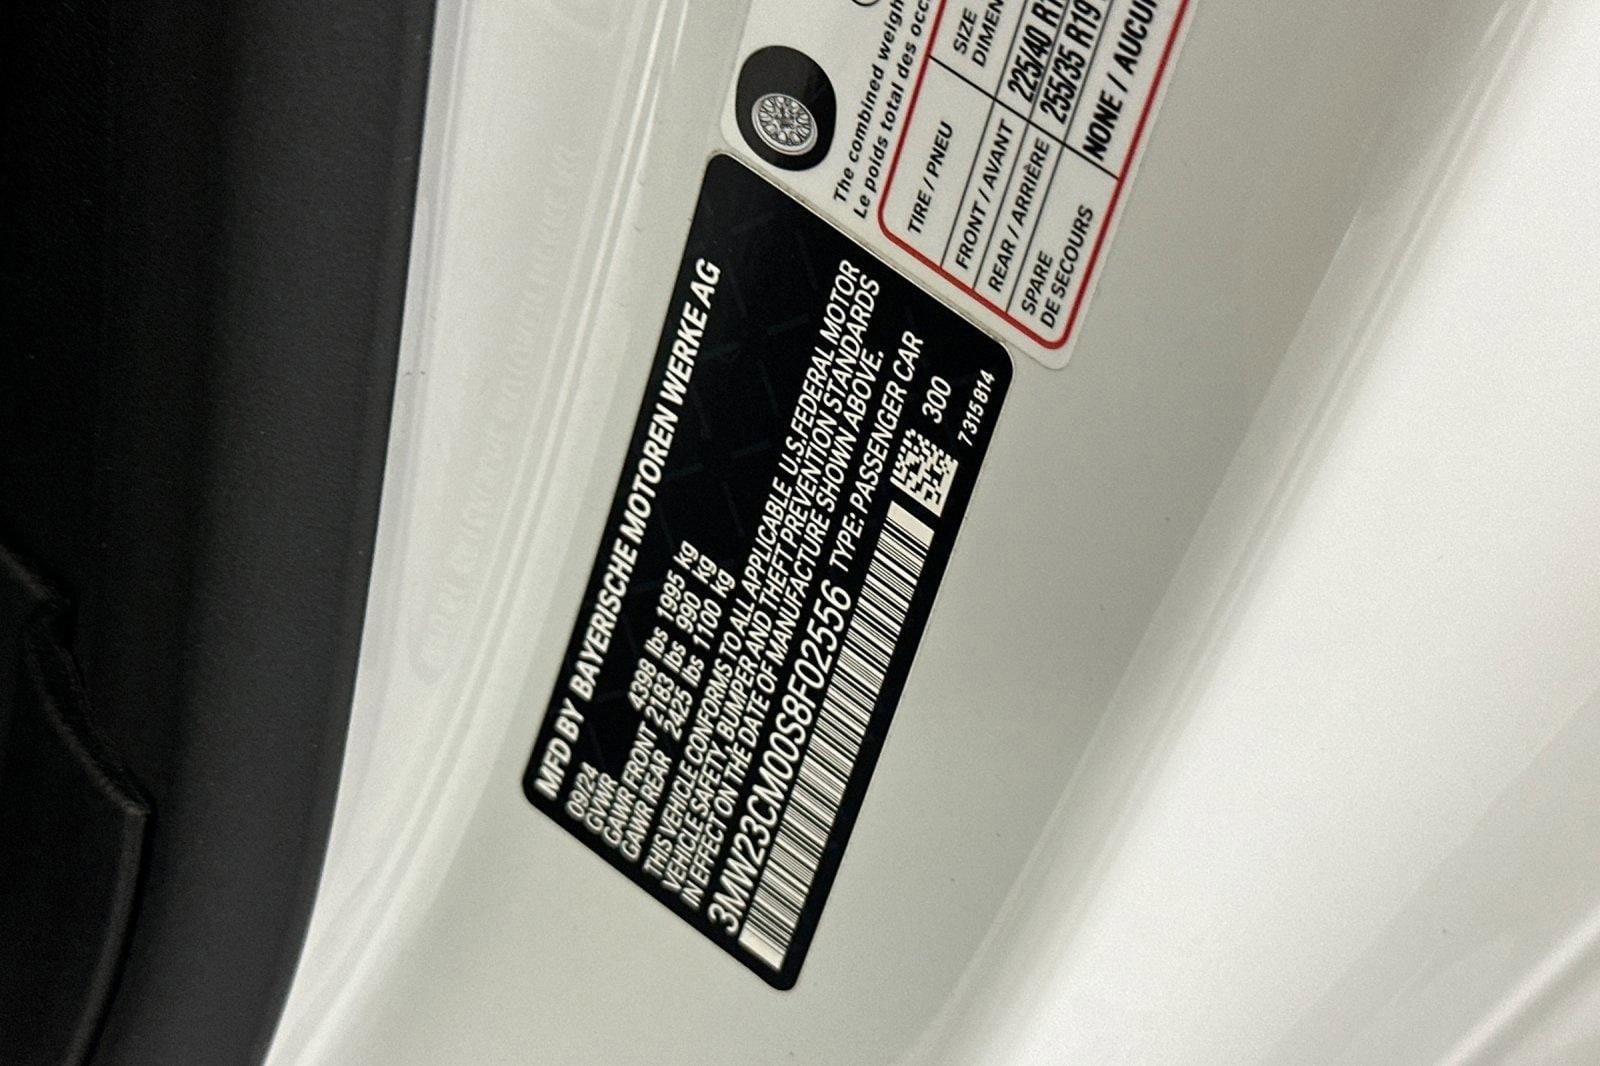 MFD BY BAYERISCHE MOTOREN WERKE AG
09/24
GVWR 4398 lbs 1995 kg
GAWR FRONT 2183 lbs 990 kg
GAWR REAR 2425 lbs 1100 kg
THIS VEHICLE CONFORMS TO ALL APPLICABLE U.S. FEDERAL MOTOR
VEHICLE SAFETY, BUMPER AND THEFT PREVENTION STANDARDS
IN EFFECT ON THE DATE OF MANUFACTURE SHOWN ABOVE.
3MW23CM00S8F02556 TYPE: PASSENGER CAR
300
7315814
The combined
Le poids total des
TIRE / PNEU SIZE
FRONT / AVANT 225/40
REAR / ARRIÈRE 255/35 R19
SPARE
DE SECOURS NONE /